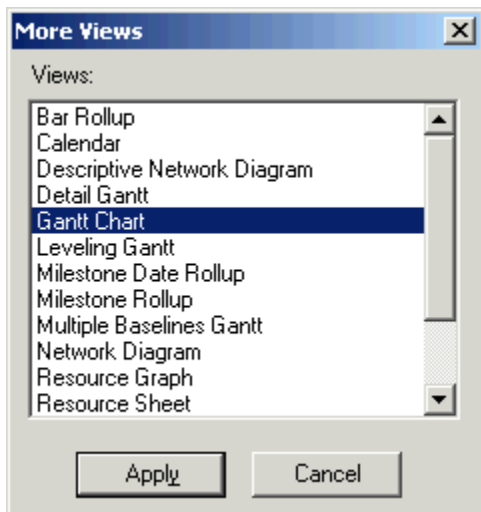 More Views
Views:
Bar Rollup
Calendar
Descriptive Network Diagram
Detail Gantt
Gantt Chart
Leveling Gantt
Milestone Date Rollup
Milestone Rollup
Multiple Baselines Gantt
Network Diagram
Resource Graph
Resource Sheet
Apply
Cancel